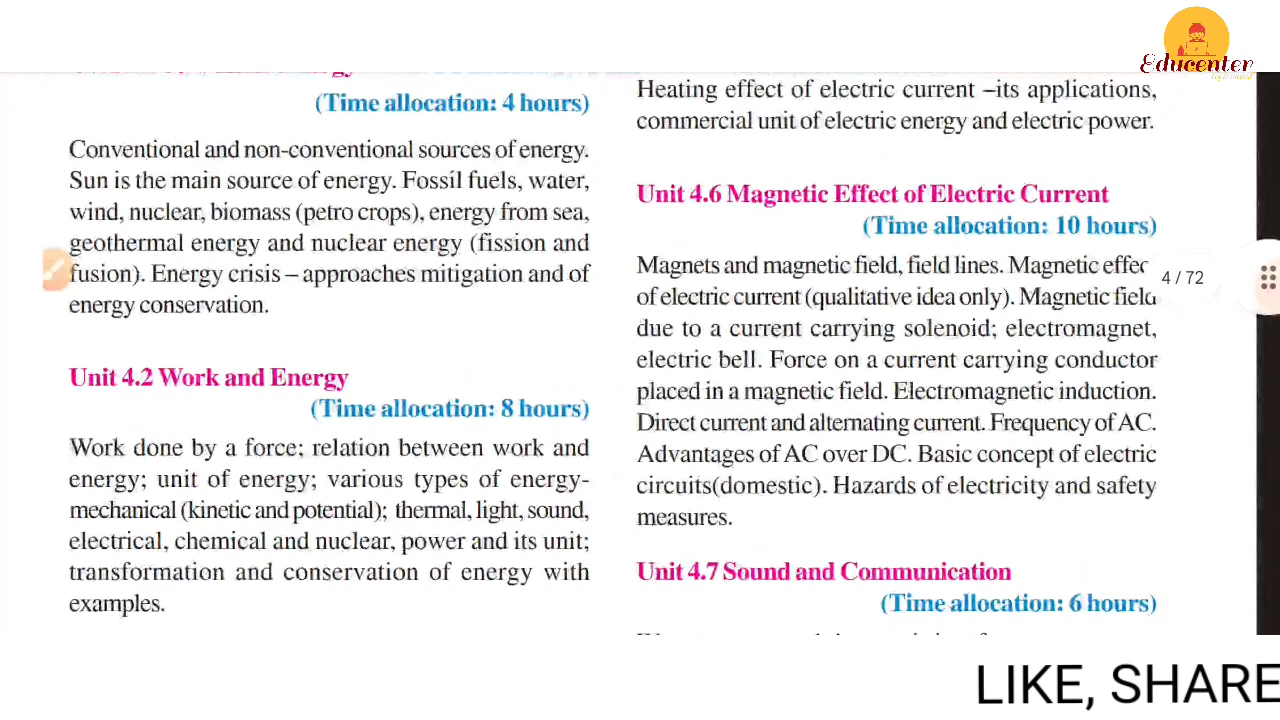 Educenter
(Time allocation: 4 hours)
Conventional and non-conventional sources of energy.
Sun is the main source of energy. Fossil fuels, water,
wind, nuclear, biomass (petro crops), energy from sea,
geothermal energy and nuclear energy (fission and
fusion). Energy crisis – approaches mitigation and of
energy conservation.
Unit 4.2 Work and Energy
(Time allocation: 8 hours)
Work done by a force; relation between work and
energy; unit of energy; various types of energy-
mechanical (kinetic and potential); thermal, light, sound,
electrical, chemical and nuclear, power and its unit;
transformation and conservation of energy with
examples.
Heating effect of electric current –its applications,
commercial unit of electric energy and electric power.
Unit 4.6 Magnetic Effect of Electric Current
(Time allocation: 10 hours)
Magnets and magnetic field, field lines. Magnetic effec
of electric current (qualitative idea only). Magnetic field
due to a current carrying solenoid; electromagnet,
electric bell. Force on a current carrying conductor
placed in a magnetic field. Electromagnetic induction.
Direct current and alternating current. Frequency of AC.
Advantages of AC over DC. Basic concept of electric
circuits(domestic). Hazards of electricity and safety
measures.
Unit 4.7 Sound and Communication
(Time allocation: 6 hours)
4 / 72
LIKE, SHARE